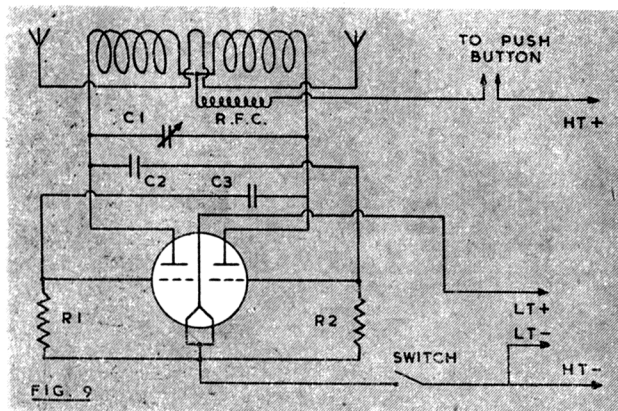 TO PUSH
BUTTON
C1
R.F.C.
HT+
C2
C3
R1
R2
LT+
LT-
SWITCH
HT-
FIG. 9